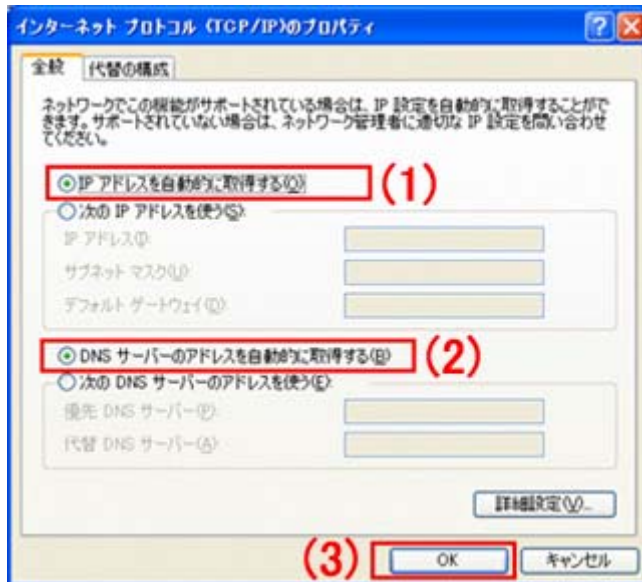 インターネット プロトコル (TCP/IP)のプロパティ
全般
代替の構成
ネットワークでこの機能がサポートされている場合は、IP 設定を自動的に取得することがで
きます。サポートされていない場合は、ネットワーク管理者に適切な IP 設定を問い合わせ
てください。
IP アドレスを自動的に取得する(O)
(1)
次の IP アドレスを使う(S):
IP アドレス(I):
サブネット マスク(U):
デフォルト ゲートウェイ(D):
DNS サーバーのアドレスを自動的に取得する(B)
(2)
次の DNS サーバーのアドレスを使う(E):
優先 DNS サーバー(P):
代替 DNS サーバー(A):
詳細設定(V)...
(3)
OK
キャンセル